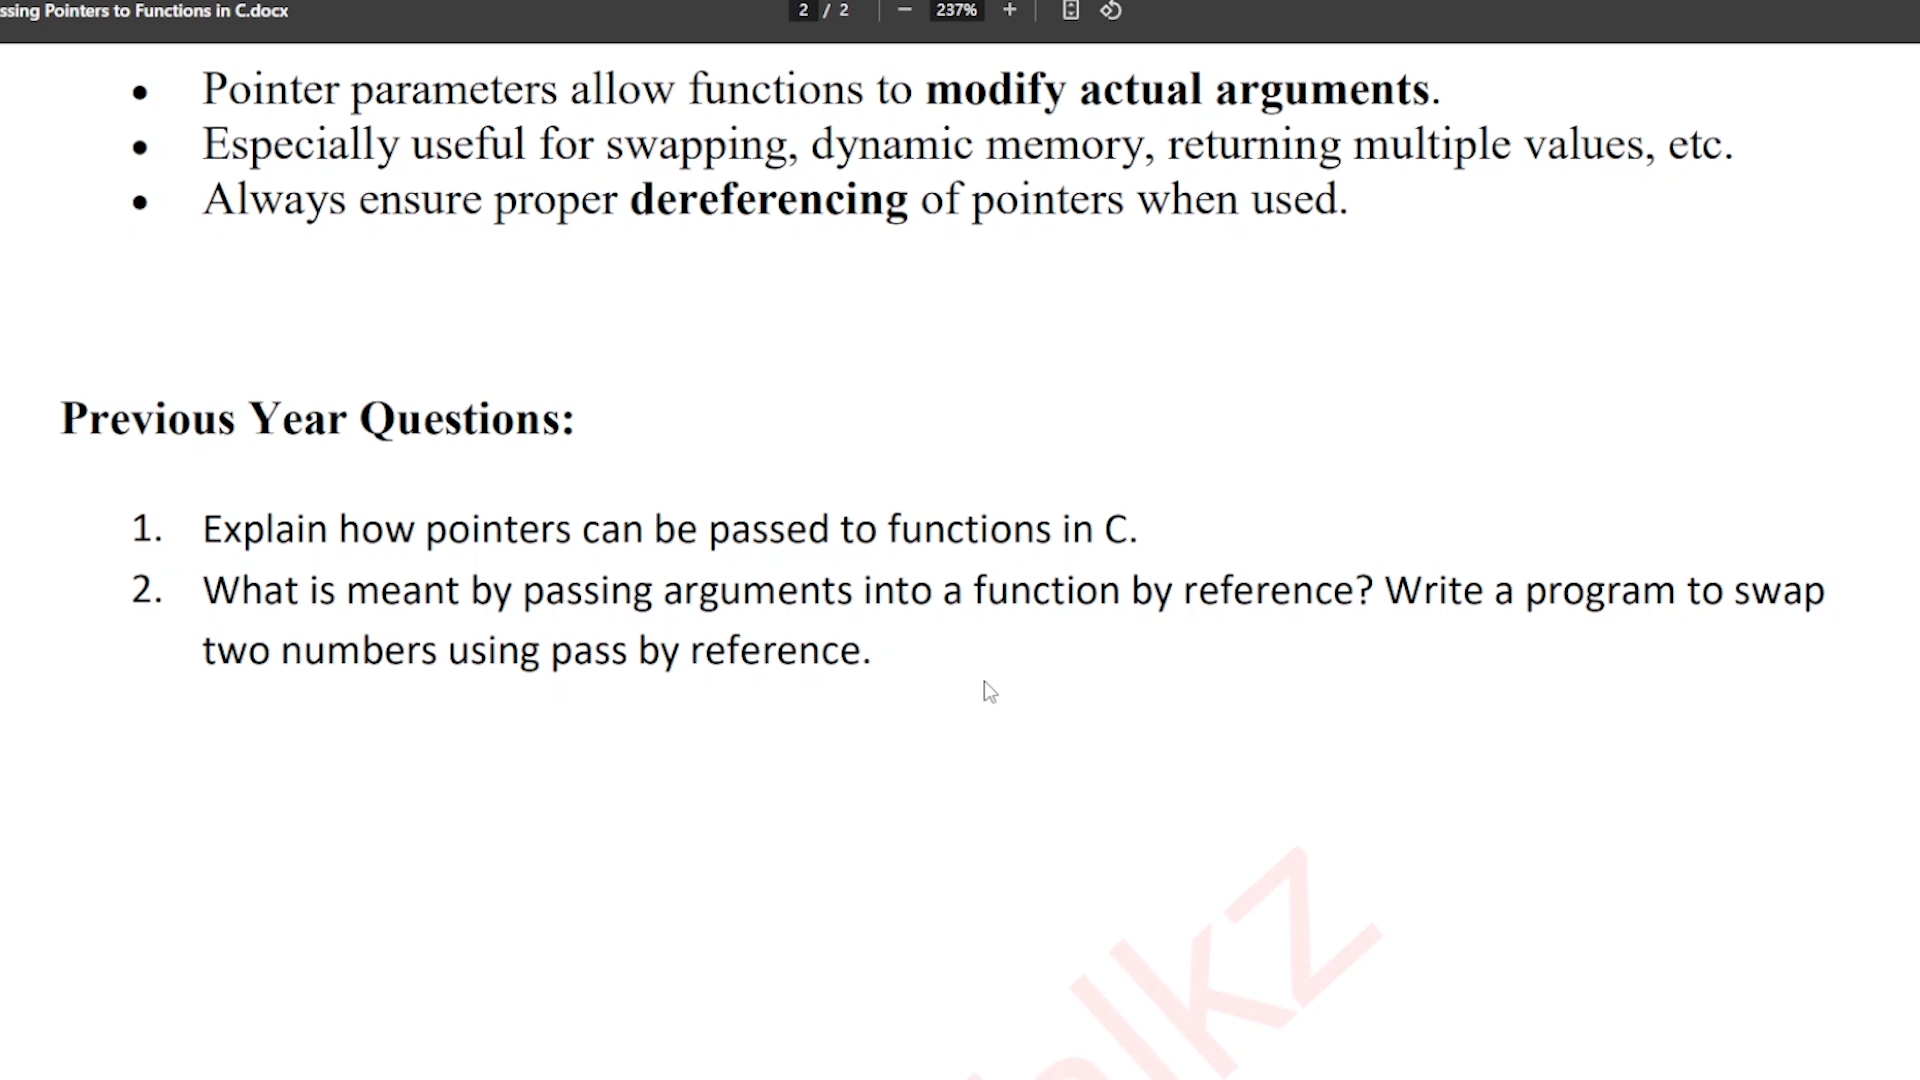 ssing Pointers to Functions in C.docx
2 / 2
237%
• Pointer parameters allow functions to modify actual arguments.
• Especially useful for swapping, dynamic memory, returning multiple values, etc.
• Always ensure proper dereferencing of pointers when used.
Previous Year Questions:
1. Explain how pointers can be passed to functions in C.
2. What is meant by passing arguments into a function by reference? Write a program to swap
two numbers using pass by reference.
lkz